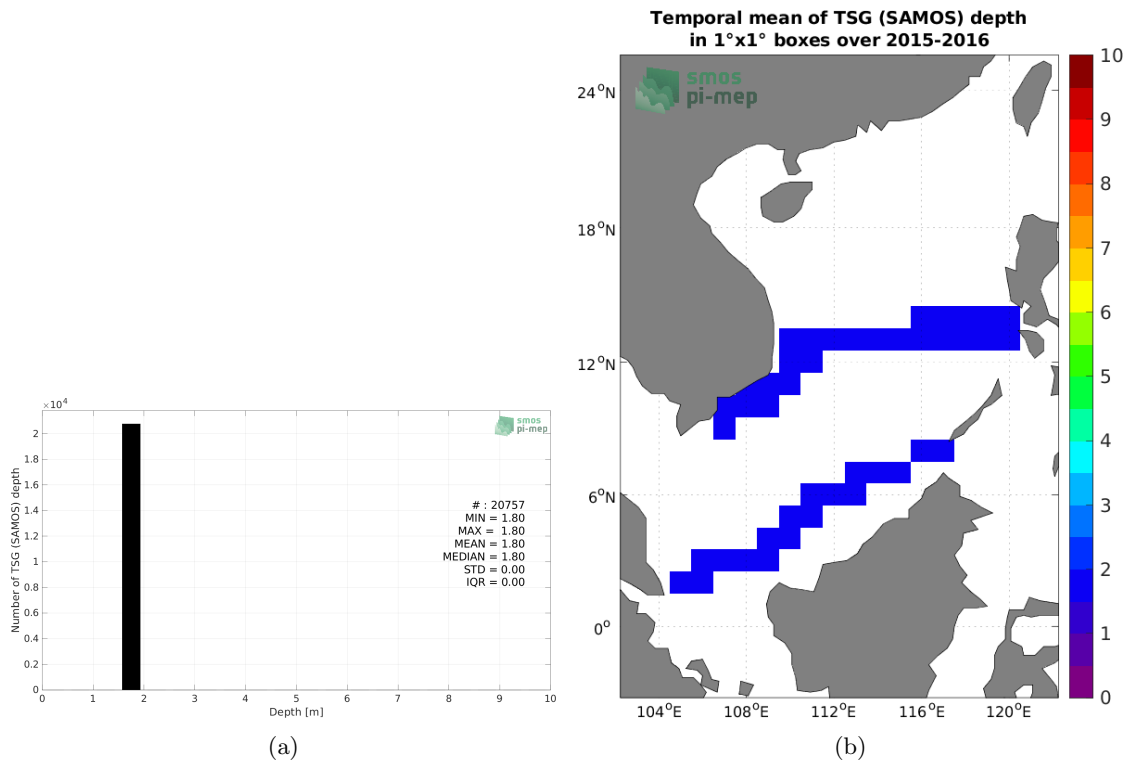 ×10⁴
2
1.8
1.6
1.4
1.2
1
0.8
0.6
0.4
0.2
0
Number of TSG (SAMOS) depth
smos
pi-mep
# : 20757
MIN = 1.80
MAX = 1.80
MEAN = 1.80
MEDIAN = 1.80
STD = 0.00
IQR = 0.00
0 1 2 3 4 5 6 7 8 9 10
Depth [m]
(a)
Temporal mean of TSG (SAMOS) depth
in 1°x1° boxes over 2015-2016
smos
pi-mep
24°N
18°N
12°N
6°N
0°
104°E 108°E 112°E 116°E 120°E
10
9
8
7
6
5
4
3
2
1
0
(b)